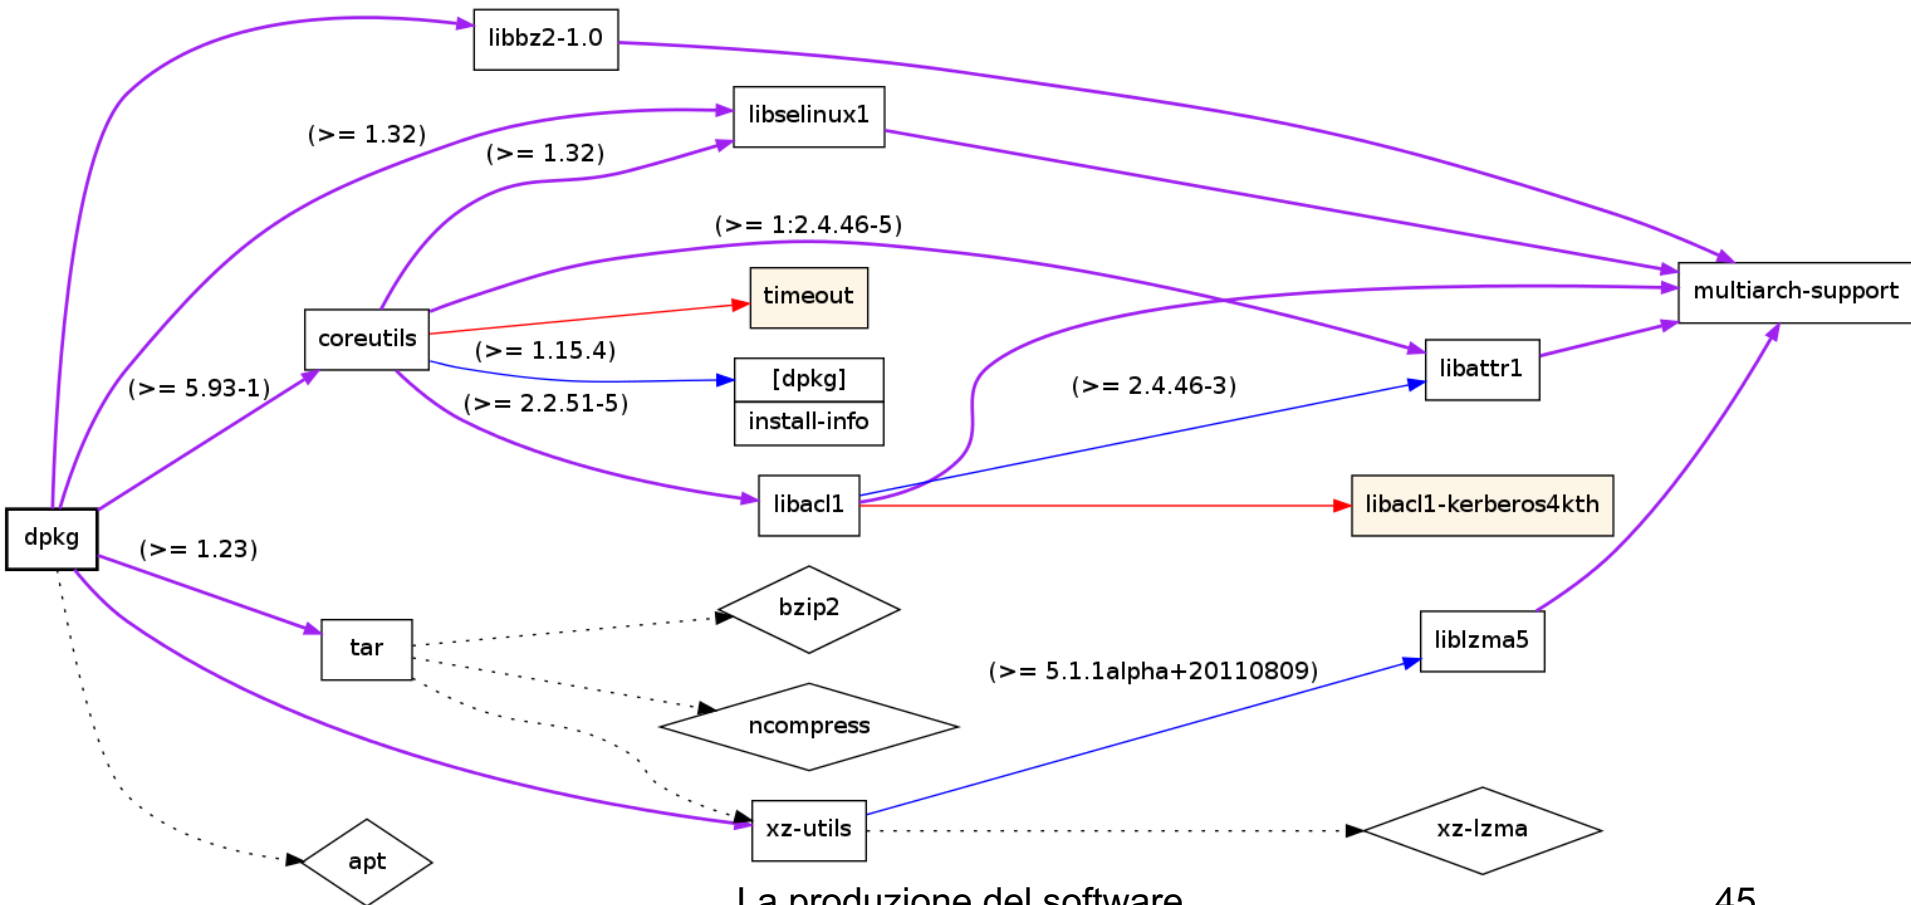 libbz2-1.0
libselinux1
(>= 1.32)
(>= 1.32)
(>= 1:2.4.46-5)
timeout
multiarch-support
coreutils
(>= 1.15.4)
[dpkg]
install-info
libattr1
(>= 5.93-1)
(>= 2.2.51-5)
(>= 2.4.46-3)
libacl1
libacl1-kerberos4kth
dpkg
(>= 1.23)
bzip2
tar
liblzma5
(>= 5.1.1alpha+20110809)
ncompress
xz-utils
xz-lzma
apt
La produzione del software
45